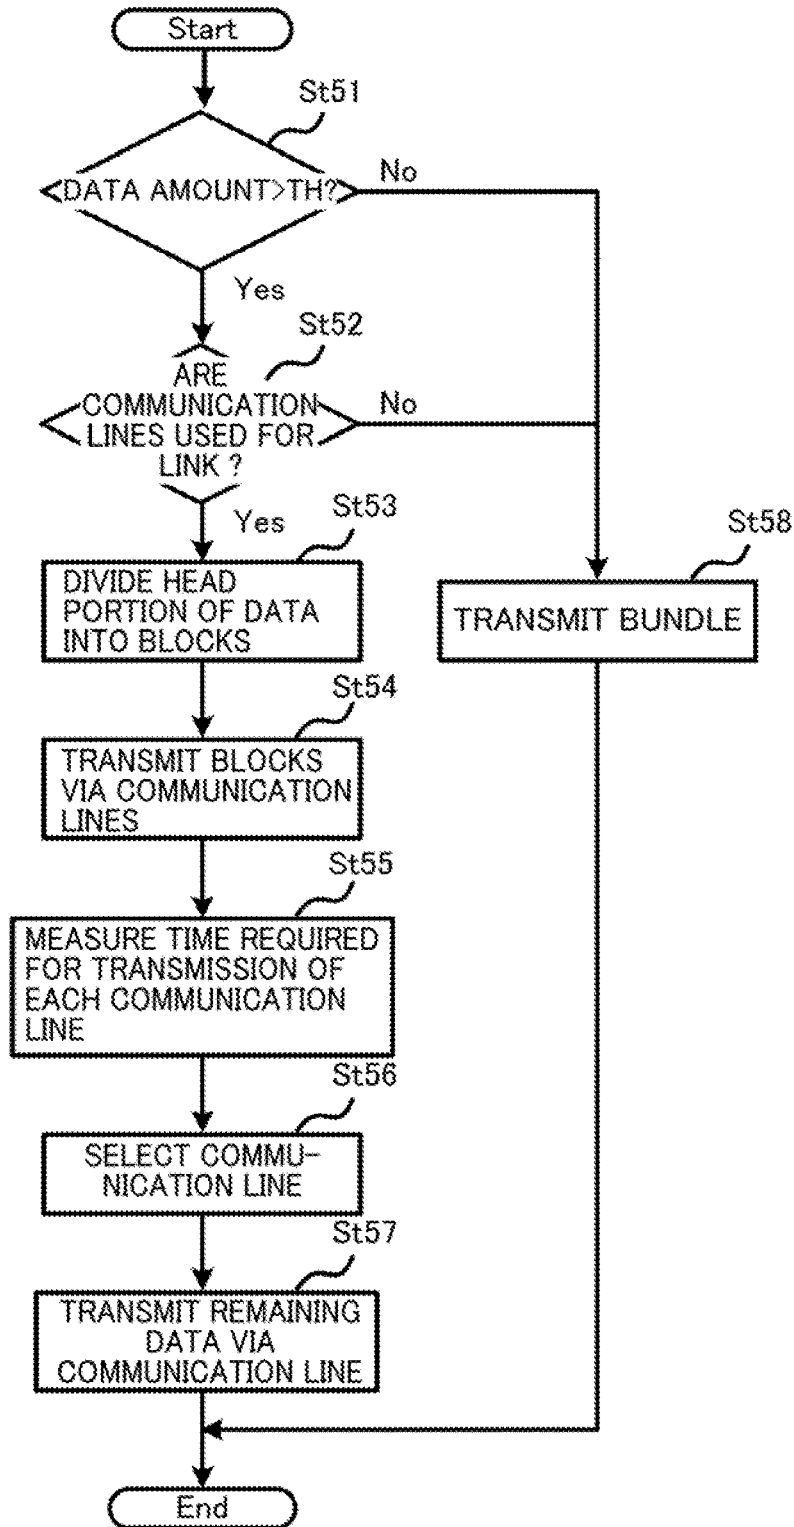 Start
St51
DATA AMOUNT>TH?
No
Yes
St52
ARE
COMMUNICATION
LINES USED FOR
LINK ?
No
Yes
St53
DIVIDE HEAD
PORTION OF DATA
INTO BLOCKS
St58
TRANSMIT BUNDLE
St54
TRANSMIT BLOCKS
VIA COMMUNICATION
LINES
St55
MEASURE TIME REQUIRED
FOR TRANSMISSION OF
EACH COMMUNICATION
LINE
St56
SELECT COMMU-
NICATION LINE
St57
TRANSMIT REMAINING
DATA VIA
COMMUNICATION LINE
End